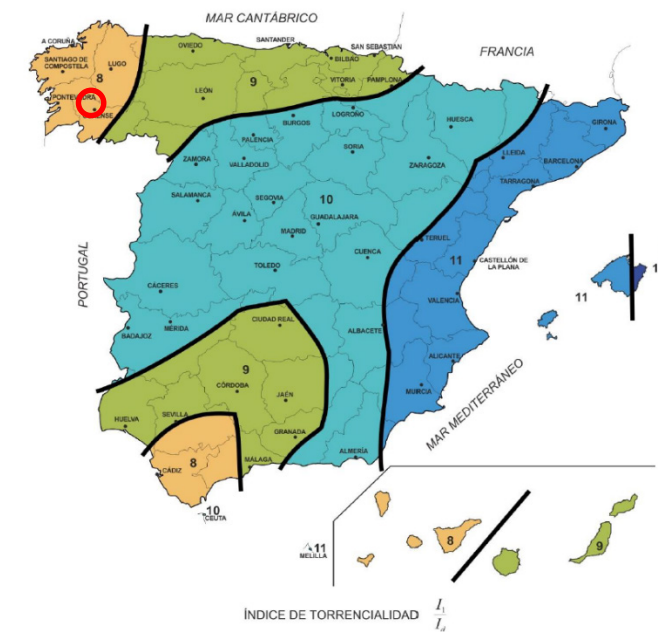 MAR CANTÁBRICO
A CORUÑA
SANTIAGO DE
COMPOSTELA
LUGO
8
OVIEDO
SANTANDER
SAN SEBASTIÁN
BILBAO
FRANCIA
VITORIA
PAMPLONA
LEÓN
9
LOGROÑO
BURGOS
HUESCA
GIRONA
PALENCIA
ZAMORA
VALLADOLID
SORIA
ZARAGOZA
LLEIDA
BARCELONA
TARRAGONA
SALAMANCA
SEGOVIA
10
ÁVILA
GUADALAJARA
MADRID
TERUEL
11
CASTELLÓN DE
LA PLANA
PORTUGAL
TOLEDO
CUENCA
CÁCERES
VALENCIA
11
BADAJOZ
MÉRIDA
CIUDAD REAL
ALBACETE
ALICANTE
MURCIA
MAR MEDITERRÁNEO
9
CÓRDOBA
JAÉN
HUELVA
SEVILLA
GRANADA
ALMERÍA
MÁLAGA
CÁDIZ
8
10
CEUTA
11
MELILLA
8
9
ÍNDICE DE TORRENCIALIDAD I₁/I_d